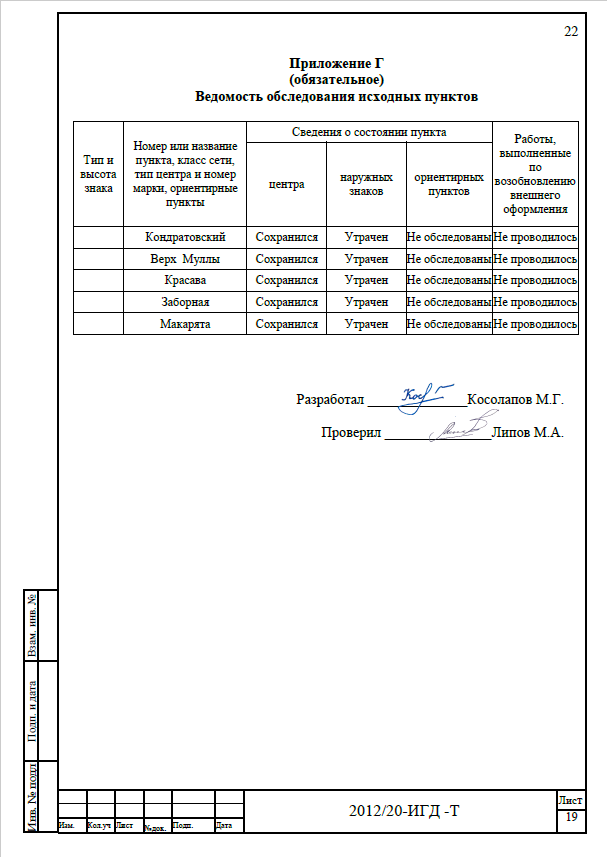 22
Приложение Г
(обязательное)
Ведомость обследования исходных пунктов
Тип и высота знака
Номер или название пункта, класс сети, тип центра и номер марки, ориентирные пункты
Сведения о состоянии пункта
центра
наружных знаков
ориентирных пунктов
Работы, выполненные по возобновлению внешнего оформления
Кондратовский Сохранился Утрачен Не обследованы Не проводилось
Верх Муллы Сохранился Утрачен Не обследованы Не проводилось
Красава Сохранился Утрачен Не обследованы Не проводилось
Заборная Сохранился Утрачен Не обследованы Не проводилось
Макарята Сохранился Утрачен Не обследованы Не проводилось
Разработал ______________Косолапов М.Г.
Проверил _______________Липов М.А.
Взам. инв. №
Подп. и дата
Инв. № подл
Изм. Кол.уч Лист №док. Подп. Дата
2012/20-ИГД -Т
Лист
19